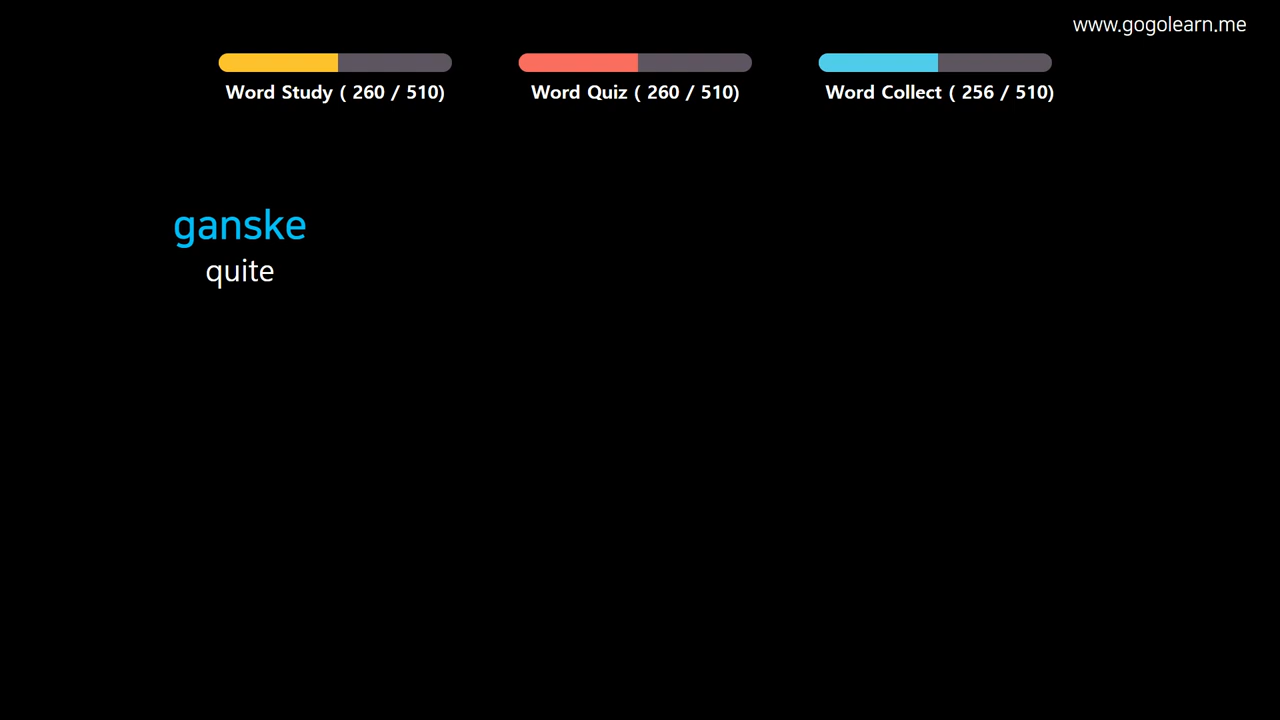 www.gogolearn.me
Word Study ( 260 / 510)
Word Quiz ( 260 / 510)
Word Collect ( 256 / 510)
ganske
quite